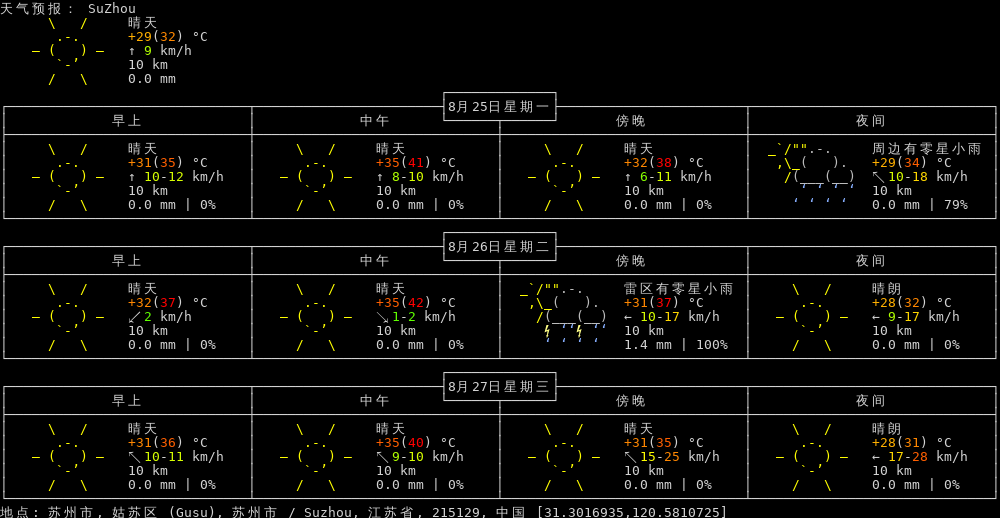 天气预报: SuZhou
晴天
+29(32) °C
↑ 9 km/h
10 km
0.0 mm
8月25日星期一
早上 中午 傍晚 夜间
晴天 晴天 晴天 周边有零星小雨
+31(35) °C +35(41) °C +32(38) °C +29(34) °C
↑ 10-12 km/h ↑ 8-10 km/h ↑ 6-11 km/h ↖ 10-18 km/h
10 km 10 km 10 km 10 km
0.0 mm | 0% 0.0 mm | 0% 0.0 mm | 0% 0.0 mm | 79%
8月26日星期二
早上 中午 傍晚 夜间
晴天 晴天 雷区有零星小雨 晴朗
+32(37) °C +35(42) °C +31(37) °C +28(32) °C
↙ 2 km/h ↘ 1-2 km/h ← 10-17 km/h ← 9-17 km/h
10 km 10 km 10 km 10 km
0.0 mm | 0% 0.0 mm | 0% 1.4 mm | 100% 0.0 mm | 0%
8月27日星期三
早上 中午 傍晚 夜间
晴天 晴天 晴天 晴朗
+31(36) °C +35(40) °C +31(35) °C +28(31) °C
↖ 10-11 km/h ↖ 9-10 km/h ↖ 15-25 km/h ← 17-28 km/h
10 km 10 km 10 km 10 km
0.0 mm | 0% 0.0 mm | 0% 0.0 mm | 0% 0.0 mm | 0%
地点: 苏州市, 姑苏区 (Gusu), 苏州市 / Suzhou, 江苏省, 215129, 中国 [31.3016935,120.5810725]